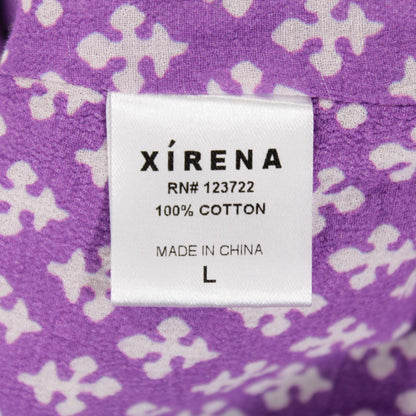 XíRENA
RN# 123722
100% COTTON
MADE IN CHINA
L